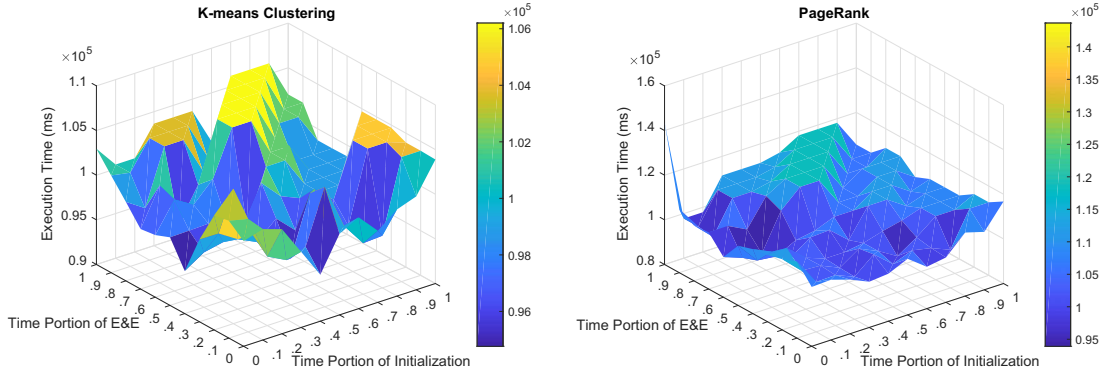 K-means Clustering
×10^5
1.1
1.05
1
0.95
0.9
Execution Time (ms)
1 .9 .8 .7 .6 .5 .4 .3 .2 .1 0
Time Portion of E&E
0 .1 .2 .3 .4 .5 .6 .7 .8 .9 1
Time Portion of Initialization
×10^5
1.06
1.04
1.02
1
0.98
0.96
PageRank
×10^5
1.6
1.4
1.2
1
0.8
Execution Time (ms)
1 .9 .8 .7 .6 .5 .4 .3 .2 .1 0
Time Portion of E&E
0 .1 .2 .3 .4 .5 .6 .7 .8 .9 1
Time Portion of Initialization
×10^5
1.4
1.35
1.3
1.25
1.2
1.15
1.1
1.05
1
0.95